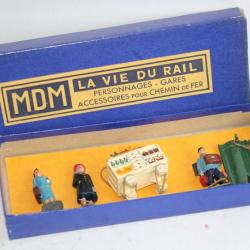 MDM
LA VIE DU RAIL
PERSONNAGES - GARES
ACCESSOIRES POUR CHEMIN DE FER